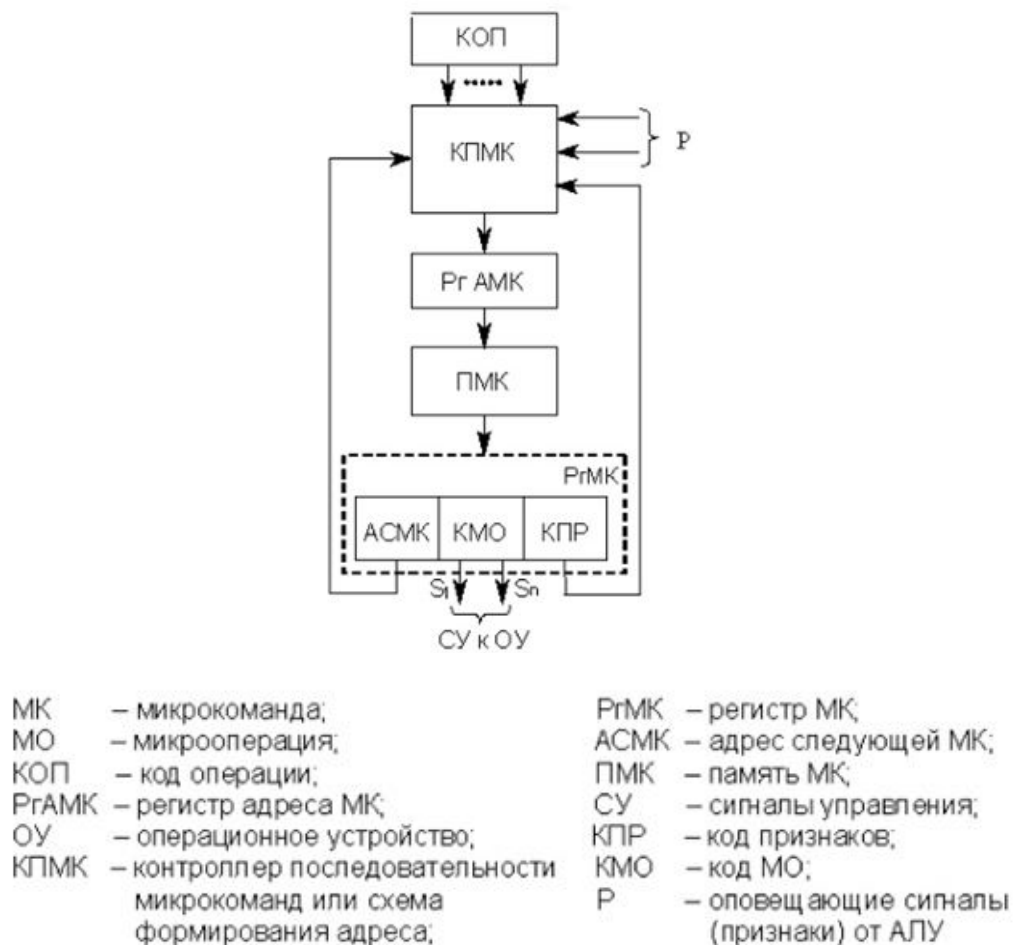 КОП
КПМК
Р
Рг АМК
ПМК
РгМК
АСМК КМО КПР
S₁ Sn
СУ к ОУ
МК – микрокоманда;
МО – микрооперация;
КОП – код операции;
РгАМК – регистр адреса МК;
ОУ – операционное устройство;
КПМК – контроллер последовательности
микрокоманд или схема
формирования адреса;
РгМК – регистр МК;
АСМК – адрес следующей МК;
ПМК – память МК;
СУ – сигналы управления;
КПР – код признаков;
КМО – код МО;
Р – оповещающие сигналы
(признаки) от АЛУ